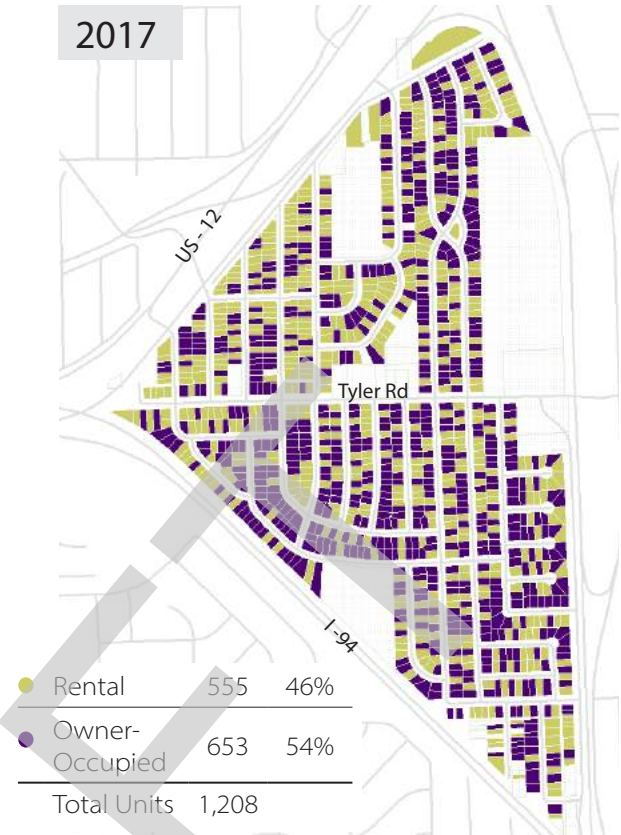 2017
US - 12
Tyler Rd
I -94
Rental 555 46%
Owner-
Occupied 653 54%
Total Units 1,208